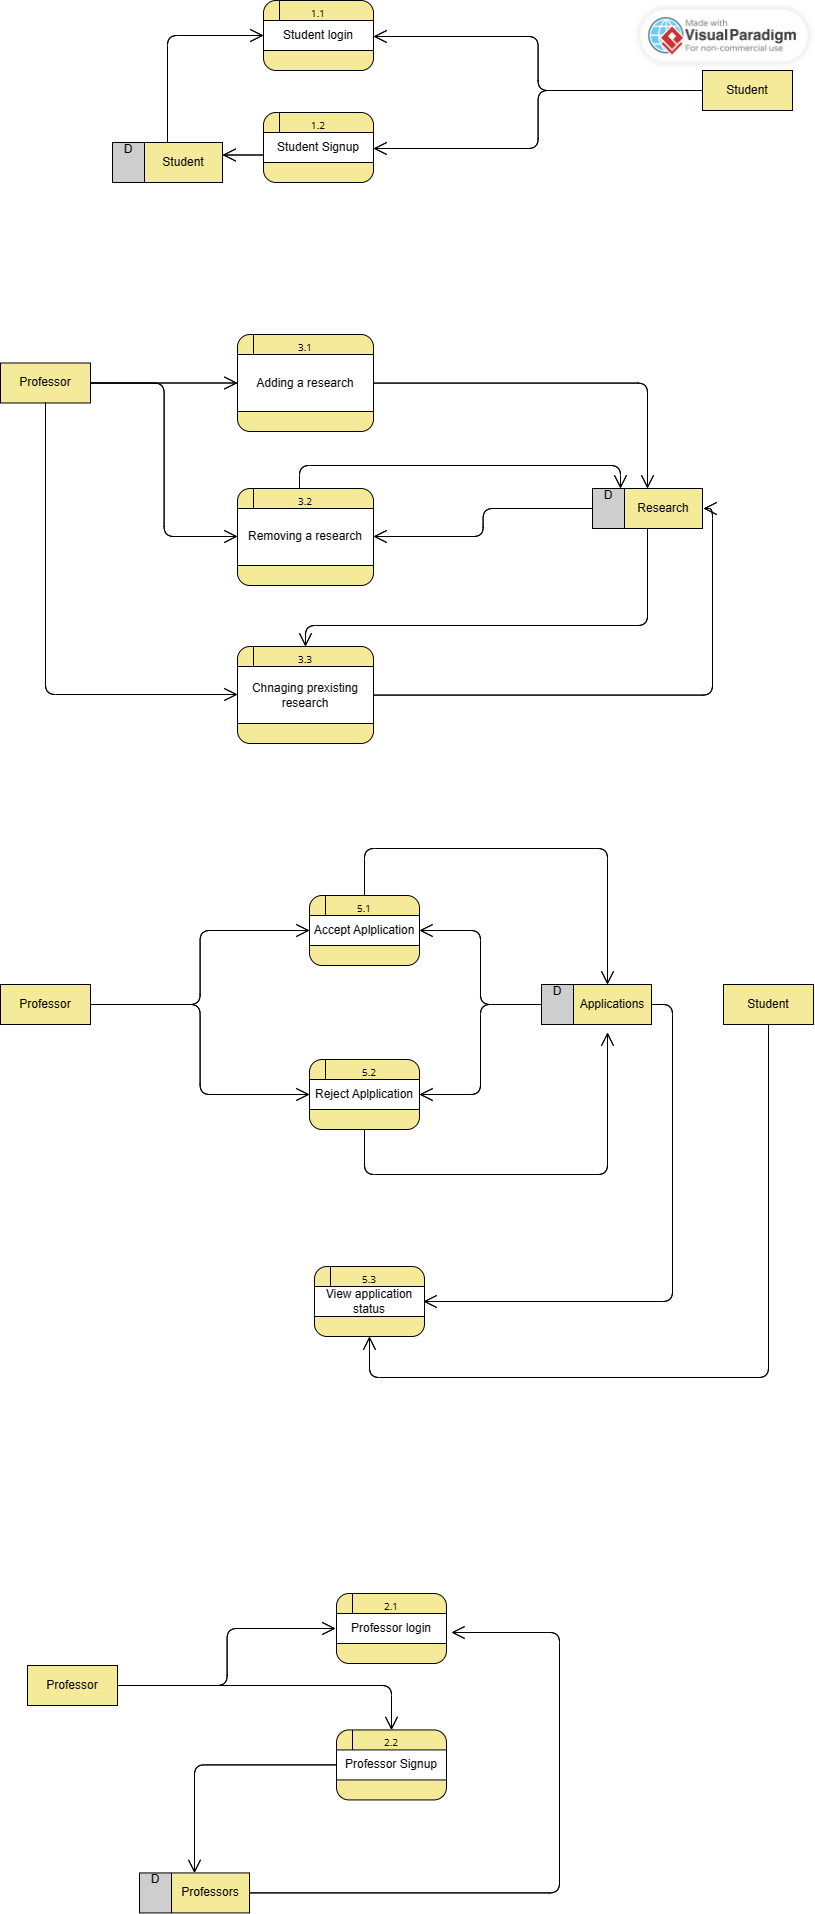 1.1
Student login
Made with
Visual Paradigm
For non-commercial use
Student
1.2
Student Signup
D
Student
3.1
Adding a research
Professor
3.2
Removing a research
D
Research
3.3
Chnaging prexisting
research
5.1
Accept Aplplication
Professor
D
Applications
Student
5.2
Reject Aplplication
5.3
View application
status
2.1
Professor login
Professor
2.2
Professor Signup
D
Professors